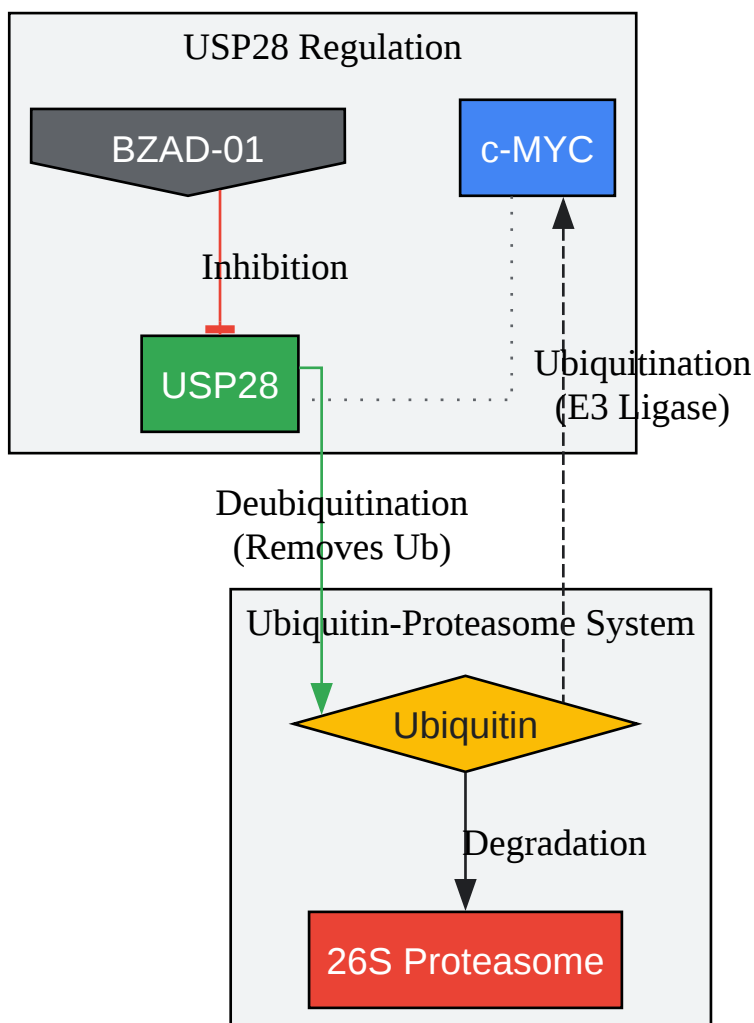 USP28 Regulation
BZAD-01
c-MYC
Inhibition
USP28
Ubiquitination
(E3 Ligase)
Deubiquitination
(Removes Ub)
Ubiquitin-Proteasome System
Ubiquitin
Degradation
26S Proteasome